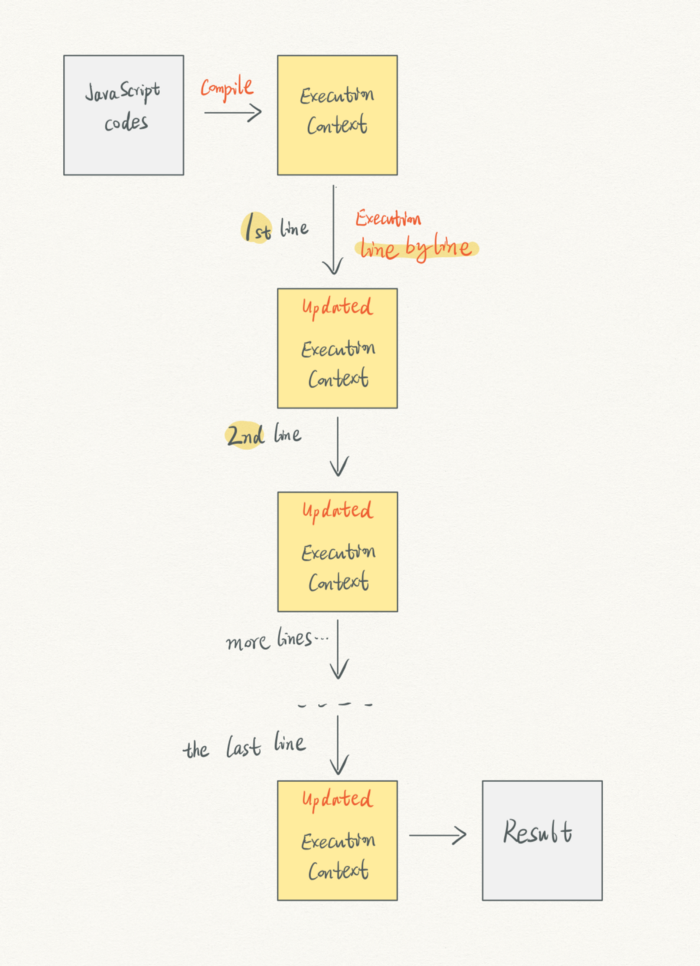 JavaScript
codes
Compile
Execution
Context
1st line
Execution
line by line
Updated
Execution
Context
2nd line
Updated
Execution
Context
more lines...
the last line
Updated
Execution
Context
Result